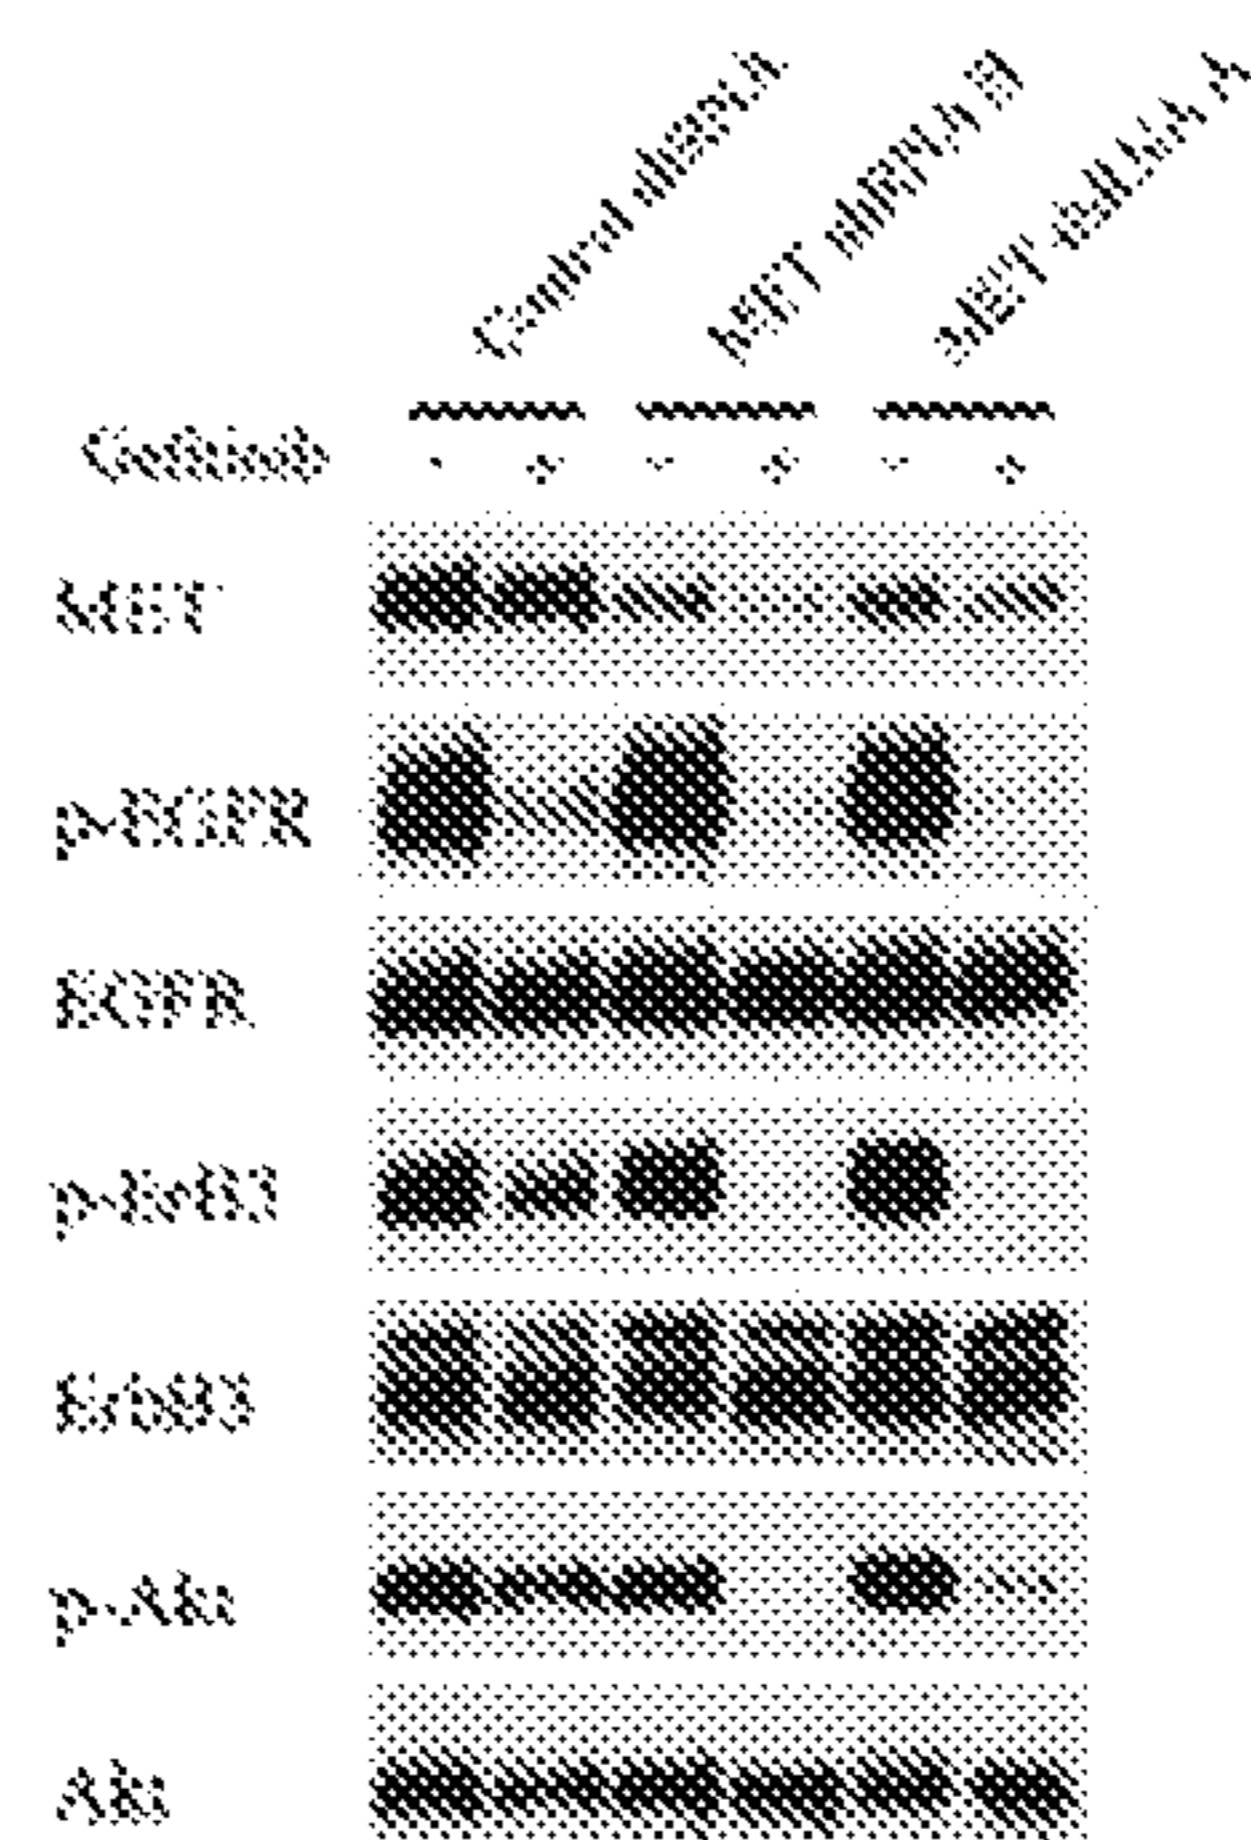 Control shRNA
MET shRNA B
MET shRNA A
Gefitinib - + - + - +
MET
p-EGFR
EGFR
p-ErbB3
ErbB3
p-Akt
Akt